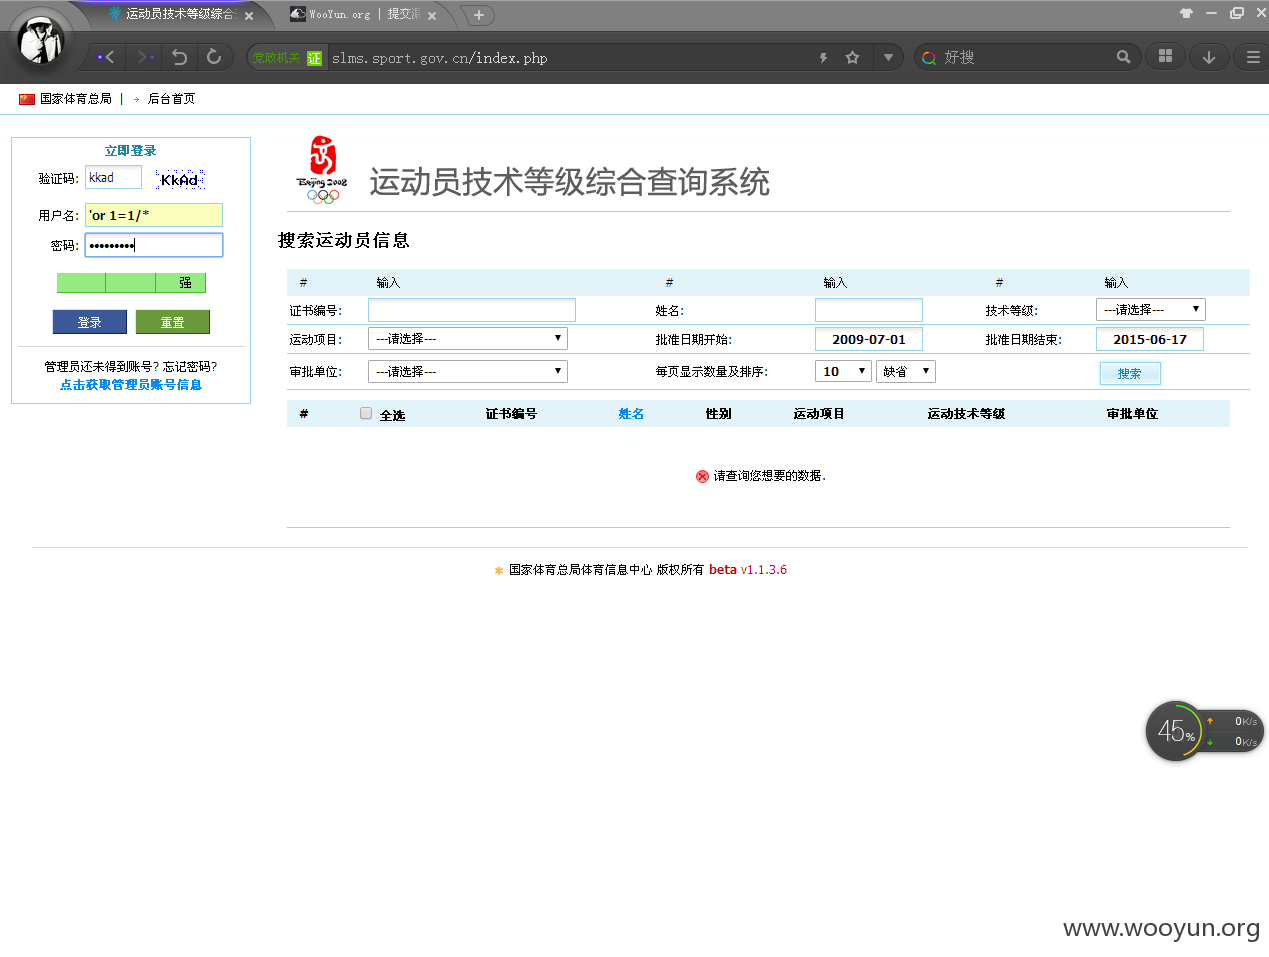 运动员技术等级综合
WooYun.org | 提交漏
党政机关 证 slms.sport.gov.cn/index.php
好搜
国家体育总局 | → 后台首页
立即登录
验证码: kkad KkAd
用户名: 'or 1=1/*
密码: •••••••••
强
登录 重置
管理员还未得到账号? 忘记密码?
点击获取管理员账号信息
Beijing 2008
运动员技术等级综合查询系统
搜索运动员信息
# 输入 # 输入 # 输入
证书编号: 姓名: 技术等级: ---请选择---
运动项目: ---请选择--- 批准日期开始: 2009-07-01 批准日期结束: 2015-06-17
审批单位: ---请选择--- 每页显示数量及排序: 10 缺省 搜索
# 全选 证书编号 姓名 性别 运动项目 运动技术等级 审批单位
请查询您想要的数据.
国家体育总局体育信息中心 版权所有 beta v1.1.3.6
45% 0K/s
0K/s
www.wooyun.org